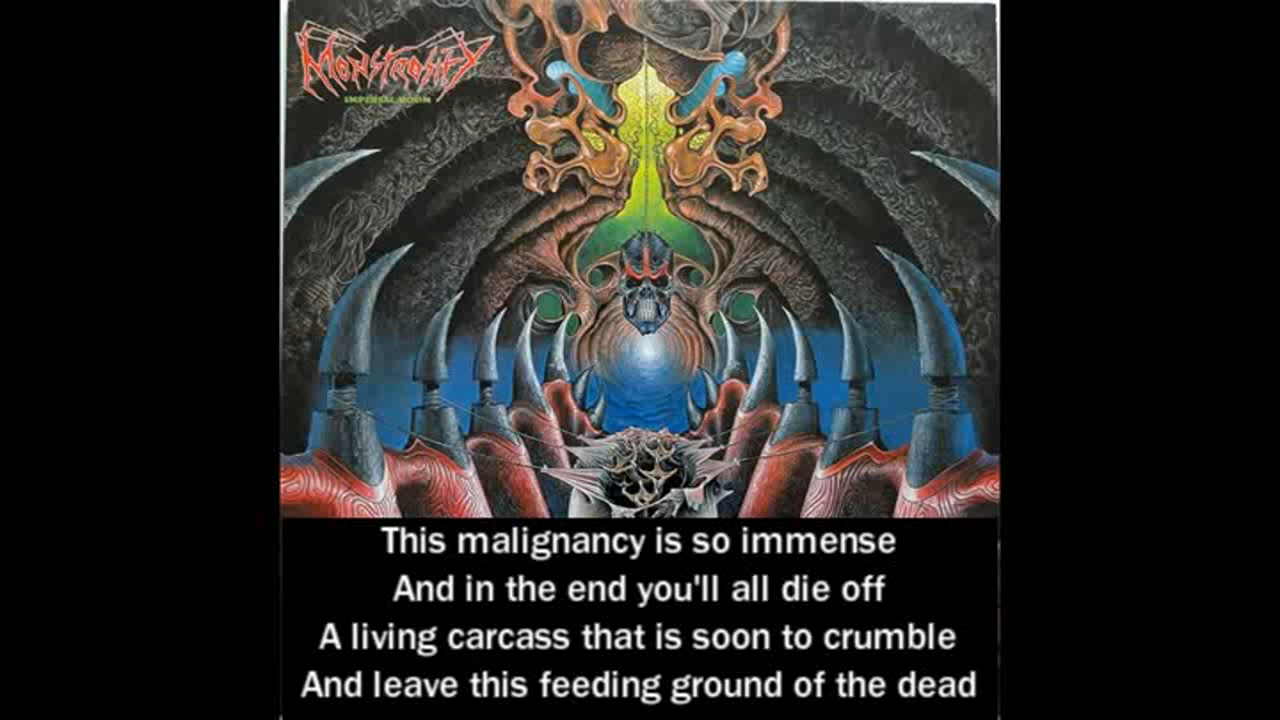 MONSTROSITY
IMPERIAL DOOM
This malignancy is so immense
And in the end you'll all die off
A living carcass that is soon to crumble
And leave this feeding ground of the dead